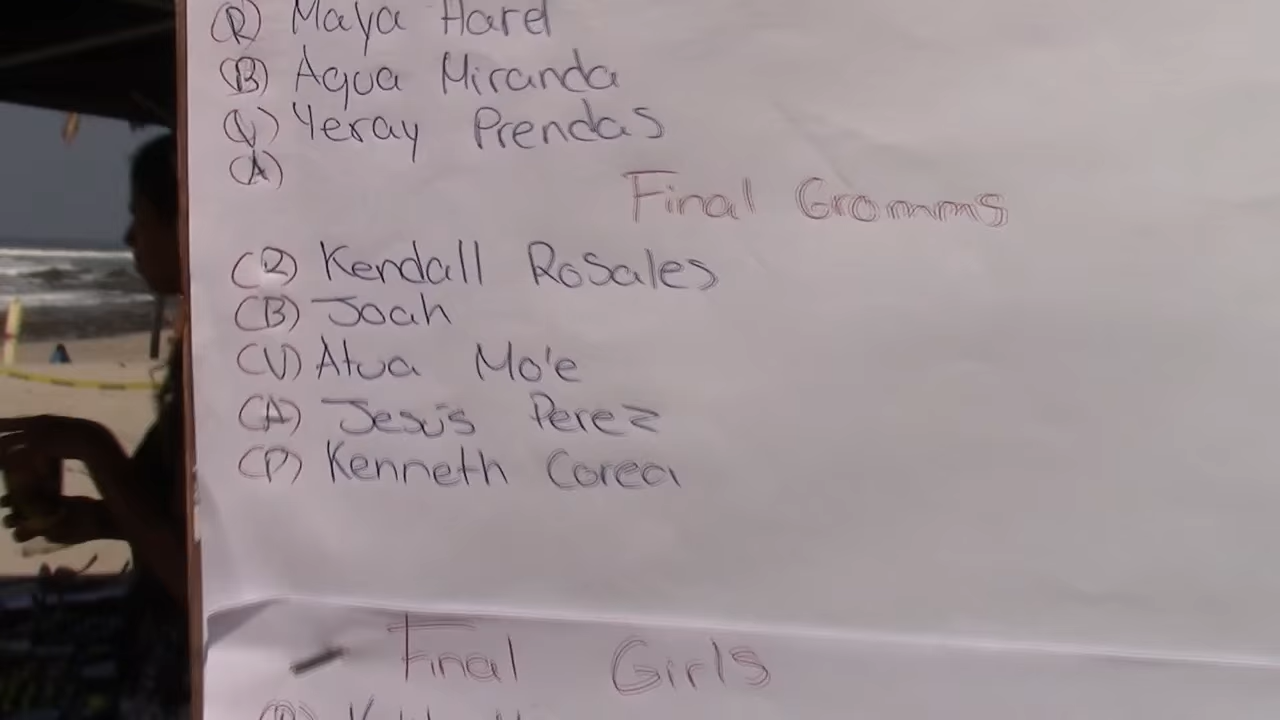 (R) Maya Harel
(B) Agua Miranda
(V) Yeray Prendas
(A)
Final Gromms
(R) Kendall Rosales
(B) Joah
(V) Atua Mo'e
(A) Jesús Perez
(P) Kenneth Corea
- Final Girls